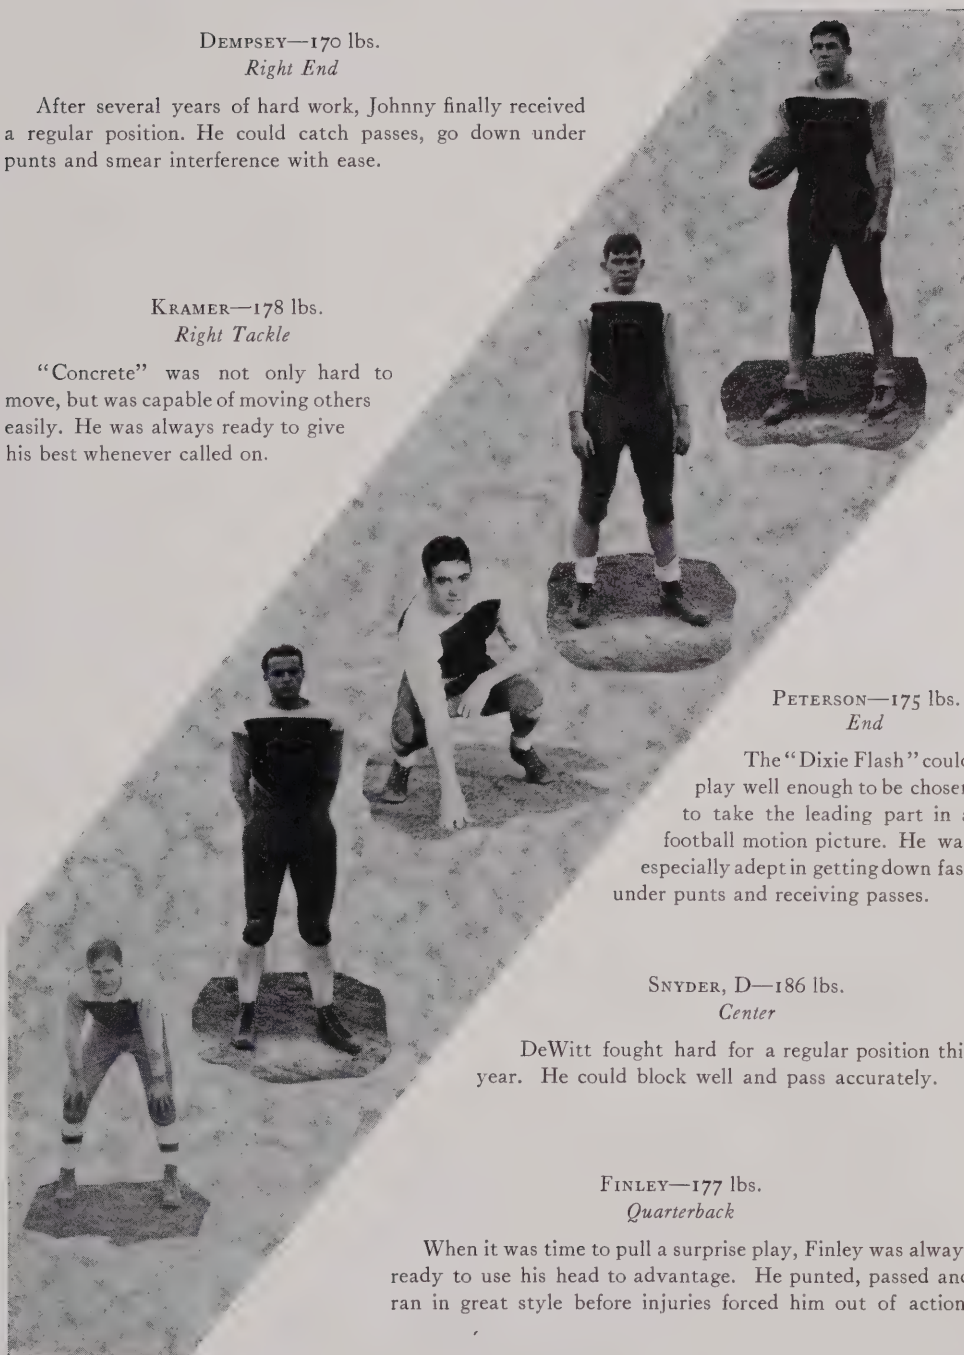 DEMPSEY—170 lbs.
Right End
After several years of hard work, Johnny finally received
a regular position. He could catch passes, go down under
punts and smear interference with ease.
KRAMER—178 lbs.
Right Tackle
"Concrete" was not only hard to
move, but was capable of moving others
easily. He was always ready to give
his best whenever called on.
PETERSON—175 lbs.
End
The "Dixie Flash" could
play well enough to be chosen
to take the leading part in a
football motion picture. He wa
especially adept in getting down fas
under punts and receiving passes.
SNYDER, D—186 lbs.
Center
DeWitt fought hard for a regular position thi
year. He could block well and pass accurately.
FINLEY—177 lbs.
Quarterback
When it was time to pull a surprise play, Finley was alway
ready to use his head to advantage. He punted, passed and
ran in great style before injuries forced him out of action